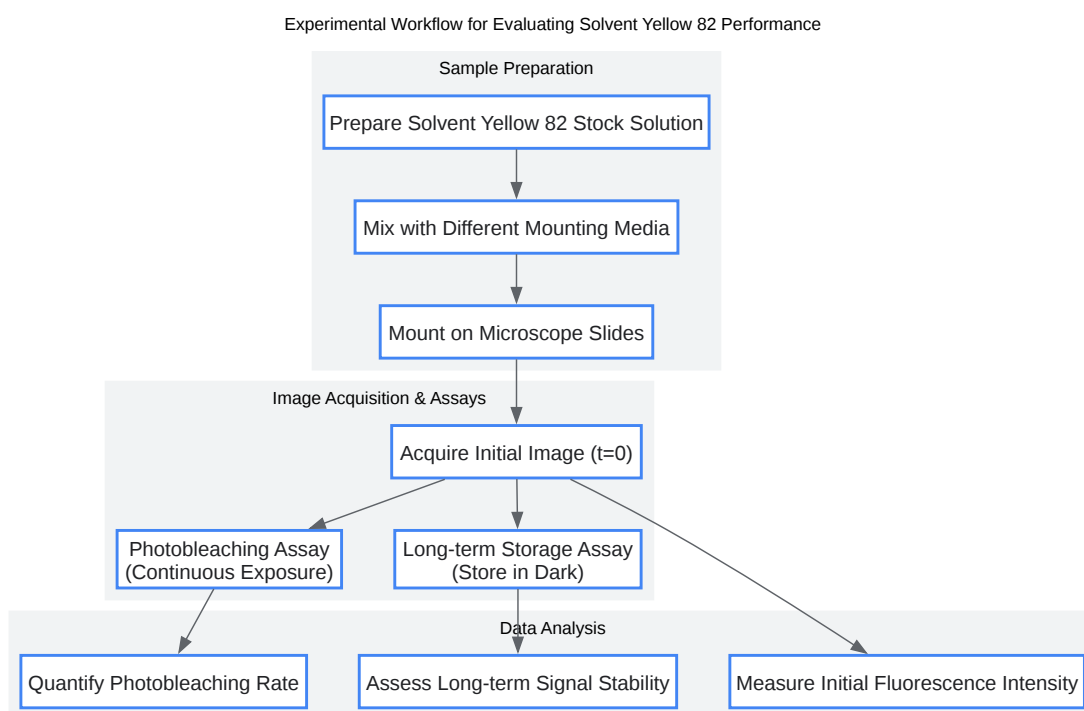 Experimental Workflow for Evaluating Solvent Yellow 82 Performance
Sample Preparation
Prepare Solvent Yellow 82 Stock Solution
Mix with Different Mounting Media
Mount on Microscope Slides
Image Acquisition & Assays
Acquire Initial Image (t=0)
Photobleaching Assay
(Continuous Exposure)
Long-term Storage Assay
(Store in Dark)
Data Analysis
Quantify Photobleaching Rate
Assess Long-term Signal Stability
Measure Initial Fluorescence Intensity